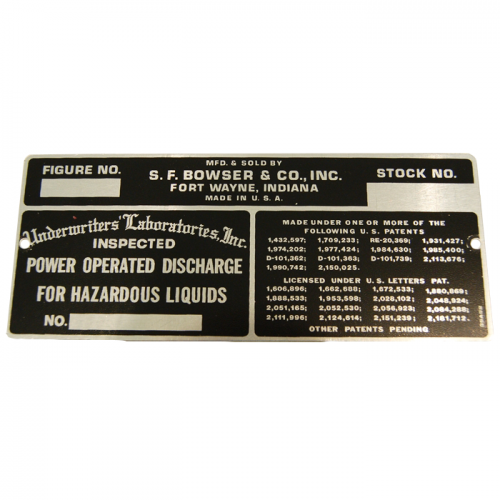 MFD. & SOLD BY
FIGURE NO.
S. F. BOWSER & CO., INC.
STOCK NO.
FORT WAYNE, INDIANA
MADE IN U. S. A.
Underwriters' Laboratories, Inc.
INSPECTED
POWER OPERATED DISCHARGE
FOR HAZARDOUS LIQUIDS
NO.
MADE UNDER ONE OR MORE OF THE
FOLLOWING U. S. PATENTS
1,432,597; 1,709,233; RE-20,369; 1,931,427;
1,974,202; 1,977,424; 1,984,630; 1,985,400;
D-101,362; D-101,363; D-101,739; 2,113,676;
1,990,742; 2,150,025.
LICENSED UNDER U. S. LETTERS PAT.
1,606,896; 1,662,688; 1,672,533; 1,880,869;
1,888,533; 1,953,598; 2,028,102; 2,048,924;
2,051,165; 2,052,530; 2,056,923; 2,084,288;
2,111,996; 2,124,614; 2,151,239; 2,161,712.
OTHER PATENTS PENDING